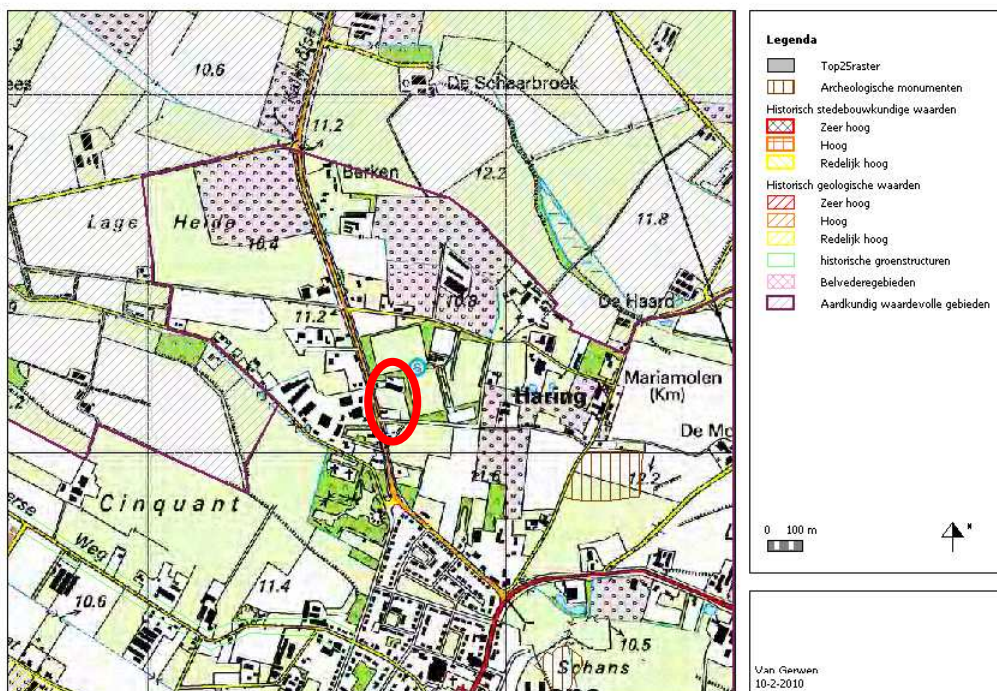 10.6
De Schaarbroek
11.2
Berken
12.2
Lage Heide
10.4
11.8
10.8
De Haard
11.2
Haring
Mariamolen
(Km)
De Mo
11.6
12.2
Cinquant
Weg
11.4
10.6
10.5
Schans
Legenda
Top25raster
Archeologische monumenten
Historisch stedebouwkundige waarden
Zeer hoog
Hoog
Redelijk hoog
Historisch geologische waarden
Zeer hoog
Hoog
Redelijk hoog
historische groenstructuren
Belvederegebieden
Aardkundig waardevolle gebieden
0 100 m
Van Gerwen
10-2-2010